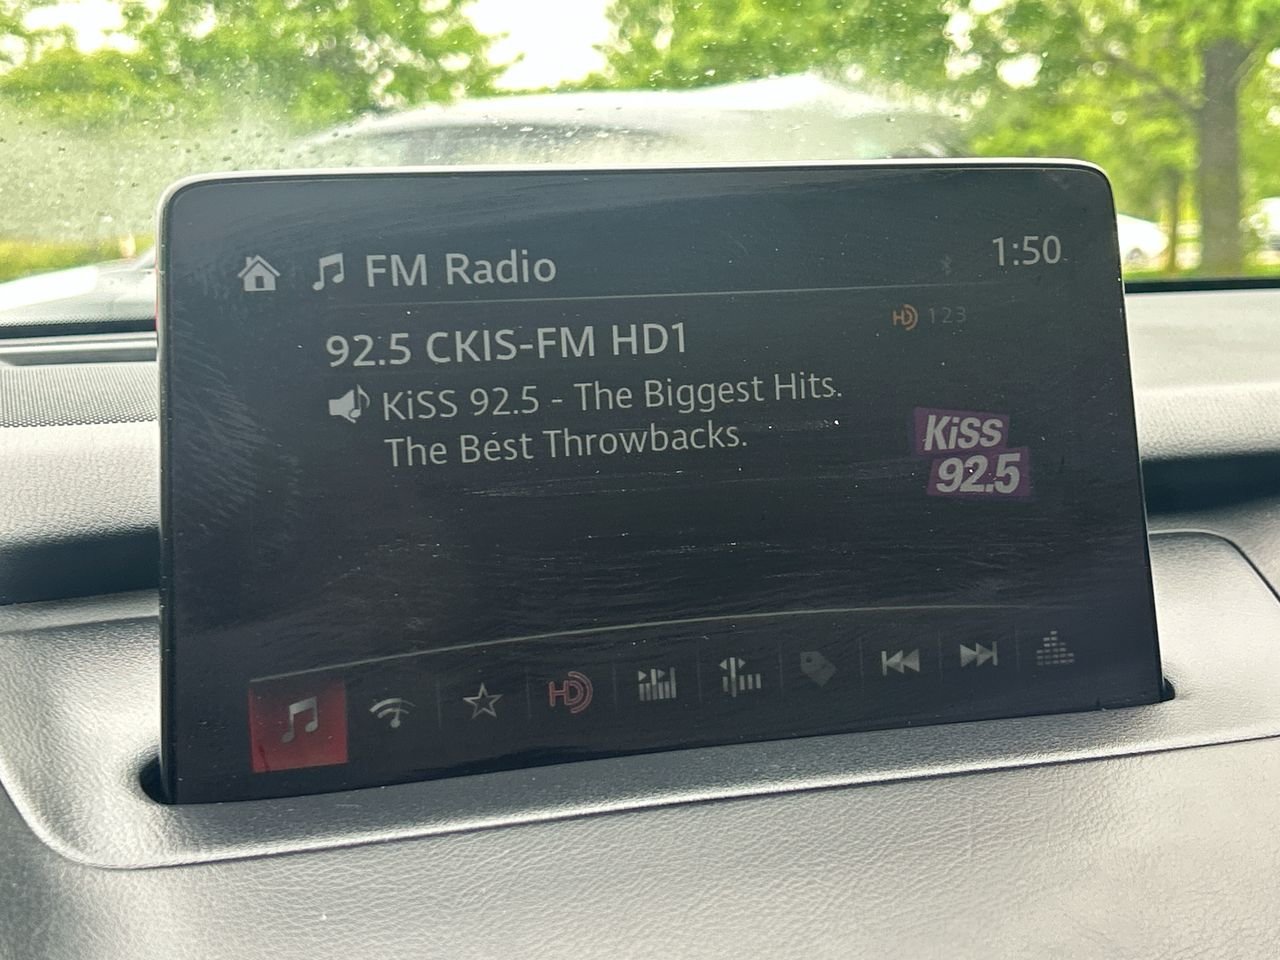 FM Radio
1:50
92.5 CKIS-FM HD1
HD 123
KiSS 92.5 - The Biggest Hits.
The Best Throwbacks.
KiSS
92.5
HD